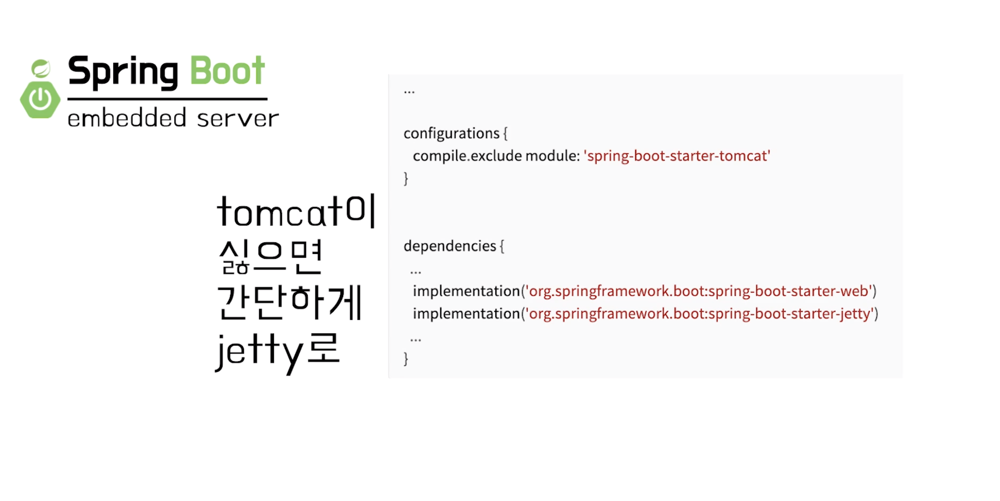 Spring Boot
embedded server
tomcat이
싫으면
간단하게
jetty로
...
configurations {
compile.exclude module: 'spring-boot-starter-tomcat'
}
dependencies {
...
implementation('org.springframework.boot:spring-boot-starter-web')
implementation('org.springframework.boot:spring-boot-starter-jetty')
...
}